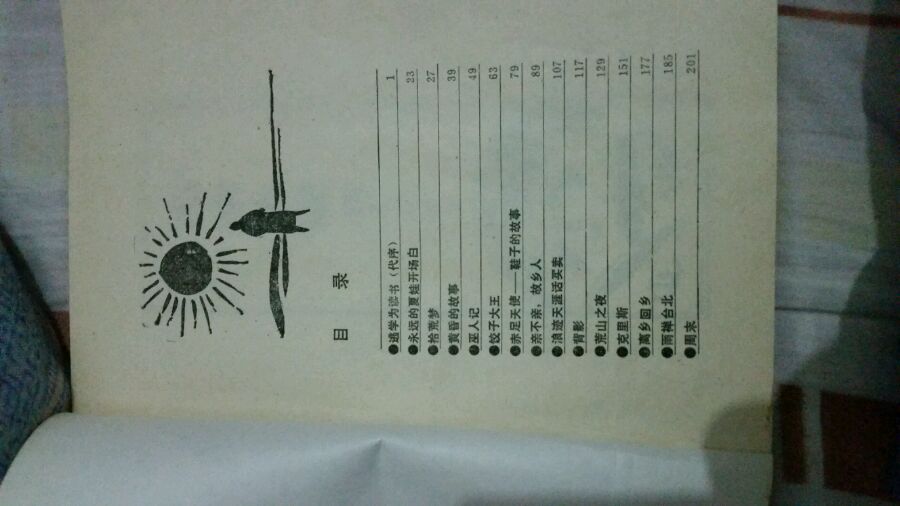 目 录
●逃学为读书（代序） 1
●永远的夏娃开场白 23
●拾荒梦 27
●黄昏的故事 39
●巫人记 49
●饺子大王 63
●赤足天使——鞋子的故事 79
●亲不亲，故乡人 89
●浪迹天涯话买卖 107
●背影 117
●荒山之夜 129
●克里斯 151
●离乡回乡 177
●雨禅台北 185
●周末 201